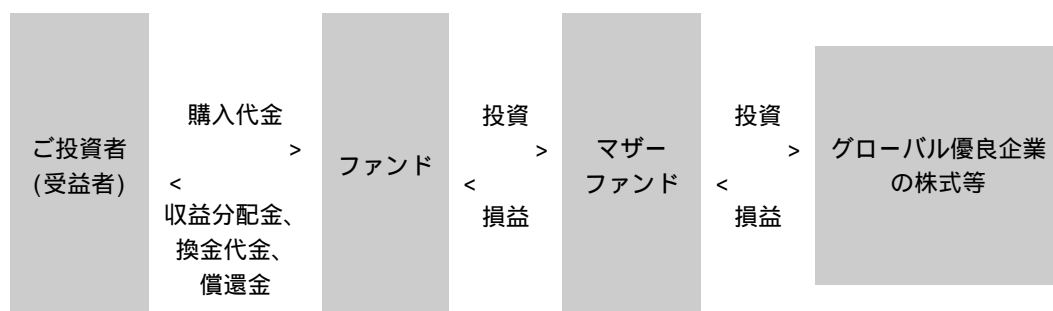 ご投資者
(受益者)
購入代金
>
<
収益分配金、
換金代金、
償還金
ファンド
投資
>
<
損益
マザー
ファンド
投資
>
<
損益
グローバル優良企業
の株式等